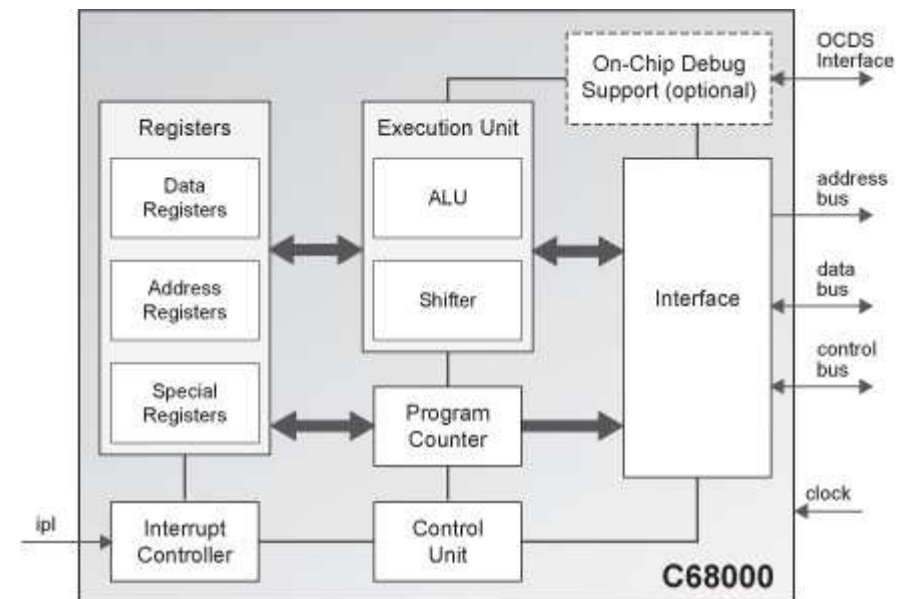 OCDS
Interface
On-Chip Debug
Support (optional)
Registers
Execution Unit
Data
Registers
ALU
address
bus
Address
Registers
Shifter
Interface
data
bus
control
bus
Special
Registers
Program
Counter
clock
ipl
Interrupt
Controller
Control
Unit
C68000